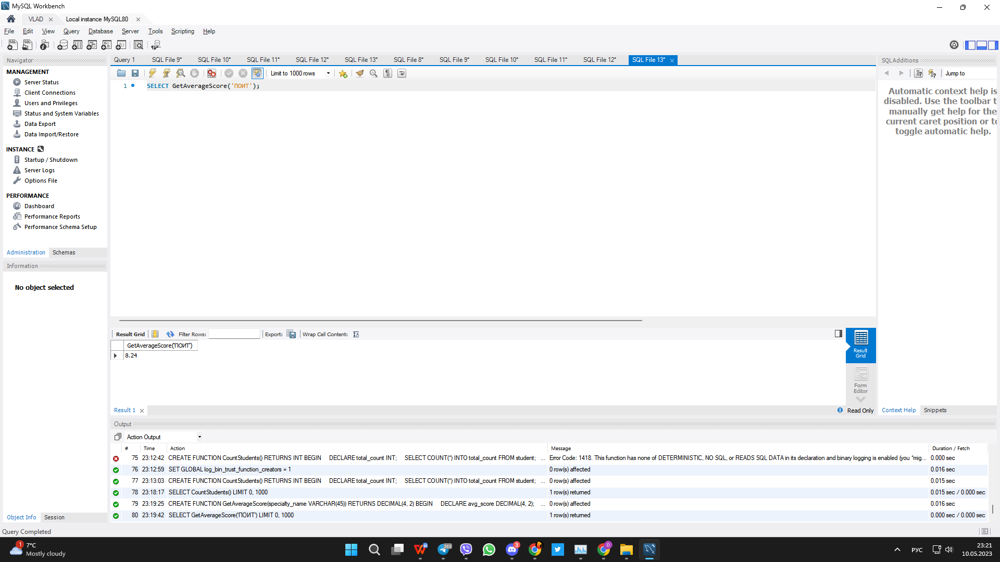 MySQL Workbench
VLAD
Local instance MySQL80
File Edit View Query Database Server Tools Scripting Help
Navigator
MANAGEMENT
Server Status
Client Connections
Users and Privileges
Status and System Variables
Data Export
Data Import/Restore
INSTANCE
Startup / Shutdown
Server Logs
Options File
PERFORMANCE
Dashboard
Performance Reports
Performance Schema Setup
Administration Schemas
Information
No object selected
Object Info Session
Query 1 SQL File 9* SQL File 10* SQL File 11* SQL File 12* SQL File 13* SQL File 8* SQL File 9* SQL File 10* SQL File 11* SQL File 12* SQL File 13*
Limit to 1000 rows
1 SELECT GetAverageScore('ПОИТ');
Result Grid Filter Rows: Export: Wrap Cell Content:
GetAverageScore('ПОИТ')
8.24
Result Grid
Form Editor
Result 1
Read Only
SQLAdditions
Jump to
Automatic context help is
disabled. Use the toolbar t
manually get help for the
current caret position or to
toggle automatic help.
Context Help Snippets
Output
Action Output
# Time Action Message Duration / Fetch
75 23:12:42 CREATE FUNCTION CountStudents() RETURNS INT BEGIN DECLARE total_count INT; SELECT COUNT(*) INTO total_count FROM student; ... Error Code: 1418. This function has none of DETERMINISTIC, NO SQL, or READS SQL DATA in its declaration and binary logging is enabled (you *mig... 0.000 sec
76 23:12:59 SET GLOBAL log_bin_trust_function_creators = 1 0 row(s) affected 0.016 sec
77 23:13:03 CREATE FUNCTION CountStudents() RETURNS INT BEGIN DECLARE total_count INT; SELECT COUNT(*) INTO total_count FROM student; ... 0 row(s) affected 0.015 sec
78 23:18:17 SELECT CountStudents() LIMIT 0, 1000 1 row(s) returned 0.015 sec / 0.000 sec
79 23:19:25 CREATE FUNCTION GetAverageScore(specialty_name VARCHAR(45)) RETURNS DECIMAL(4, 2) BEGIN DECLARE avg_score DECIMAL(4, 2); ... 0 row(s) affected 0.016 sec
80 23:19:42 SELECT GetAverageScore('ПОИТ') LIMIT 0, 1000 1 row(s) returned 0.000 sec / 0.000 sec
Query Completed
1
7°C
Mostly cloudy
369
3
D
РУС
23:21
10.05.2023